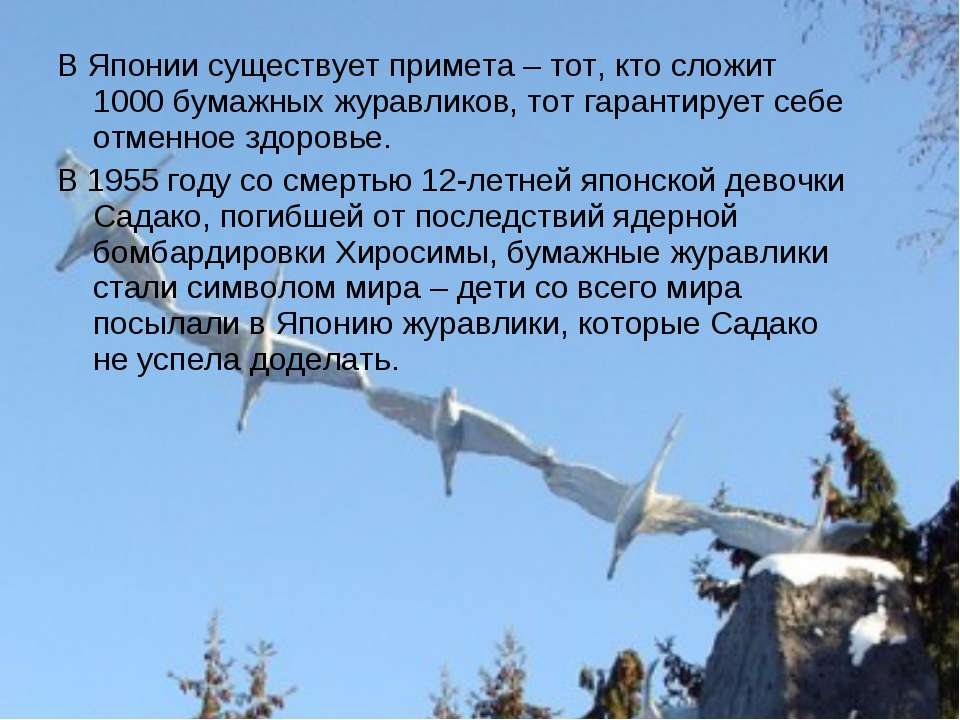 В Японии существует примета – тот, кто сложит
1000 бумажных журавликов, тот гарантирует себе
отменное здоровье.
В 1955 году со смертью 12-летней японской девочки
Садако, погибшей от последствий ядерной
бомбардировки Хиросимы, бумажные журавлики
стали символом мира – дети со всего мира
посылали в Японию журавлики, которые Садако
не успела доделать.